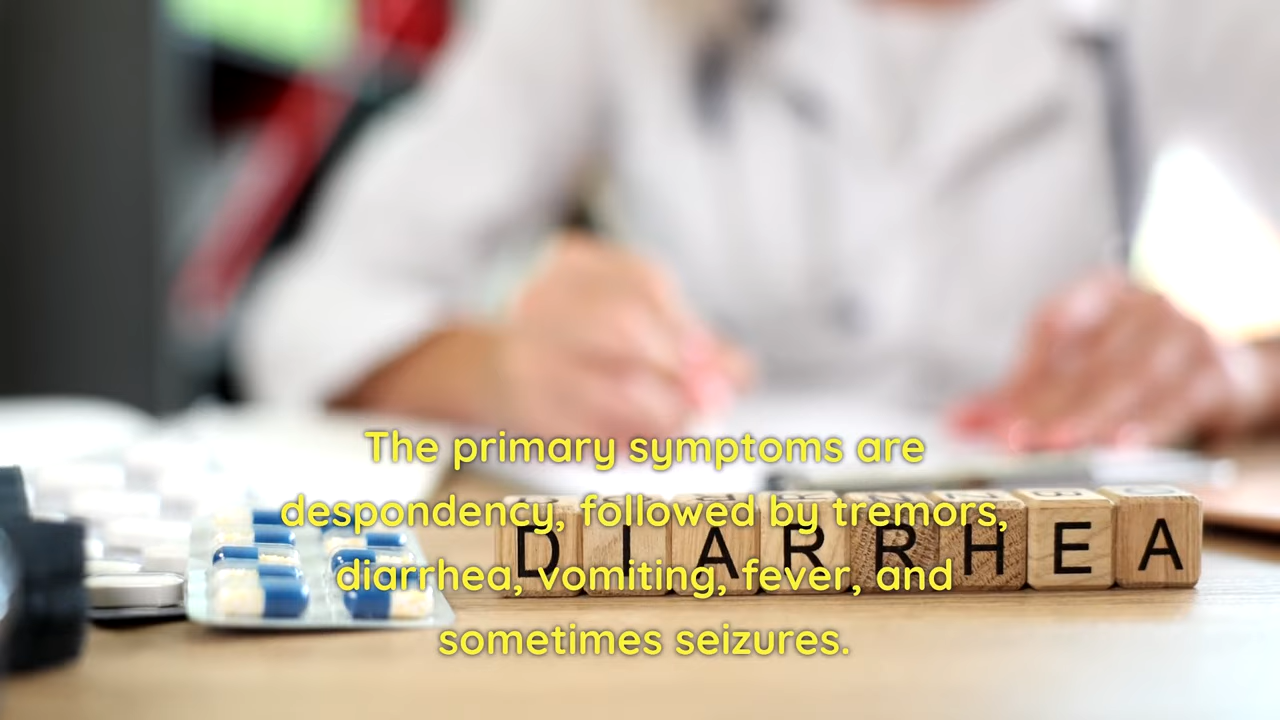 The primary symptoms are
despondency, followed by tremors,
diarrhea, vomiting, fever, and
sometimes seizures.
DIARRHEA